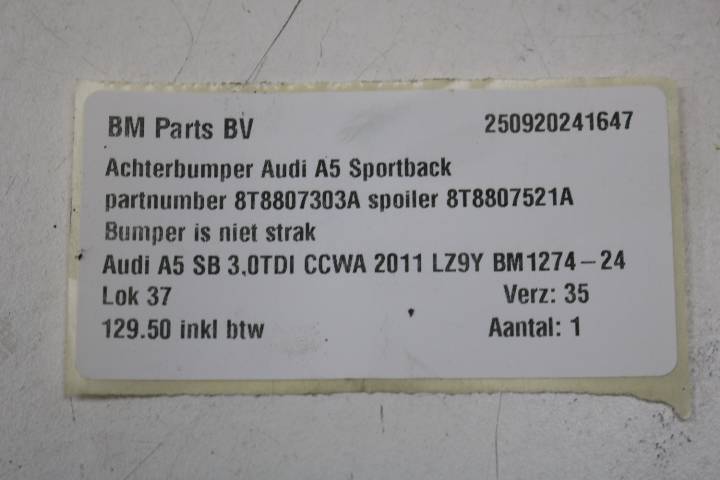 BM Parts BV 250920241647
Achterbumper Audi A5 Sportback
partnumber 8T8807303A spoiler 8T8807521A
Bumper is niet strak
Audi A5 SB 3,0TDI CCWA 2011 LZ9Y BM1274-24
Lok 37 Verz: 35
129.50 inkl btw Aantal: 1